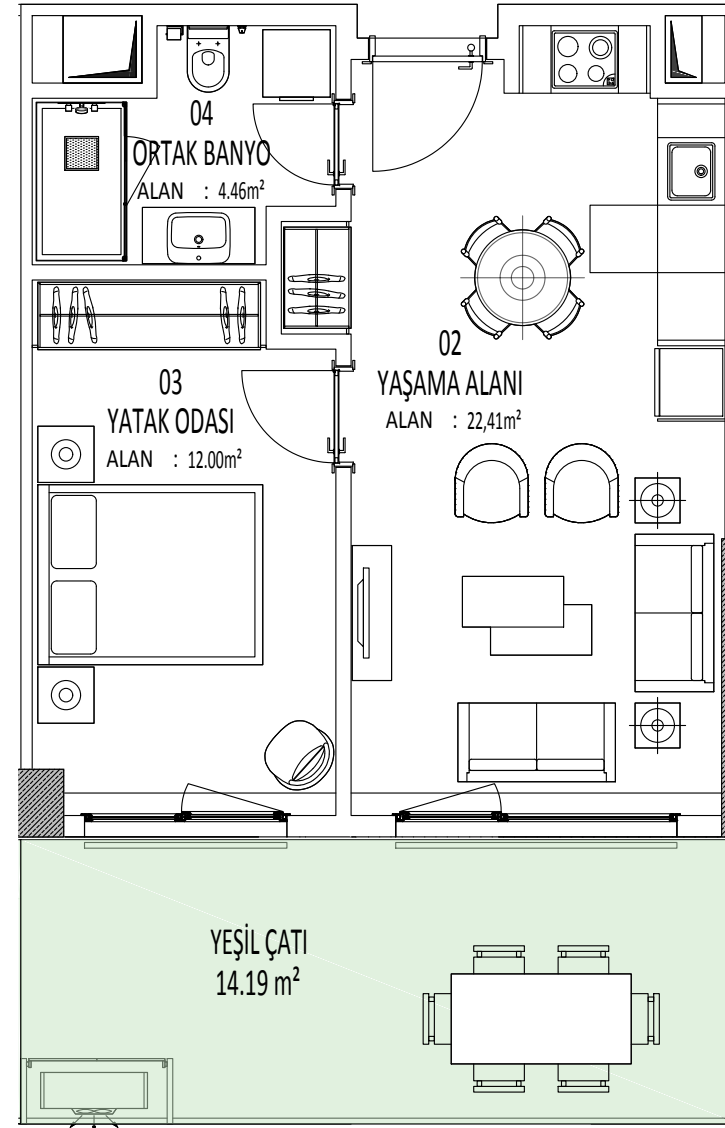 04
ORTAK BANYO
ALAN : 4.46m²
02
YAŞAMA ALANI
ALAN : 22,41m²
03
YATAK ODASI
ALAN : 12.00m²
YEŞİL ÇATI
14.19 m²